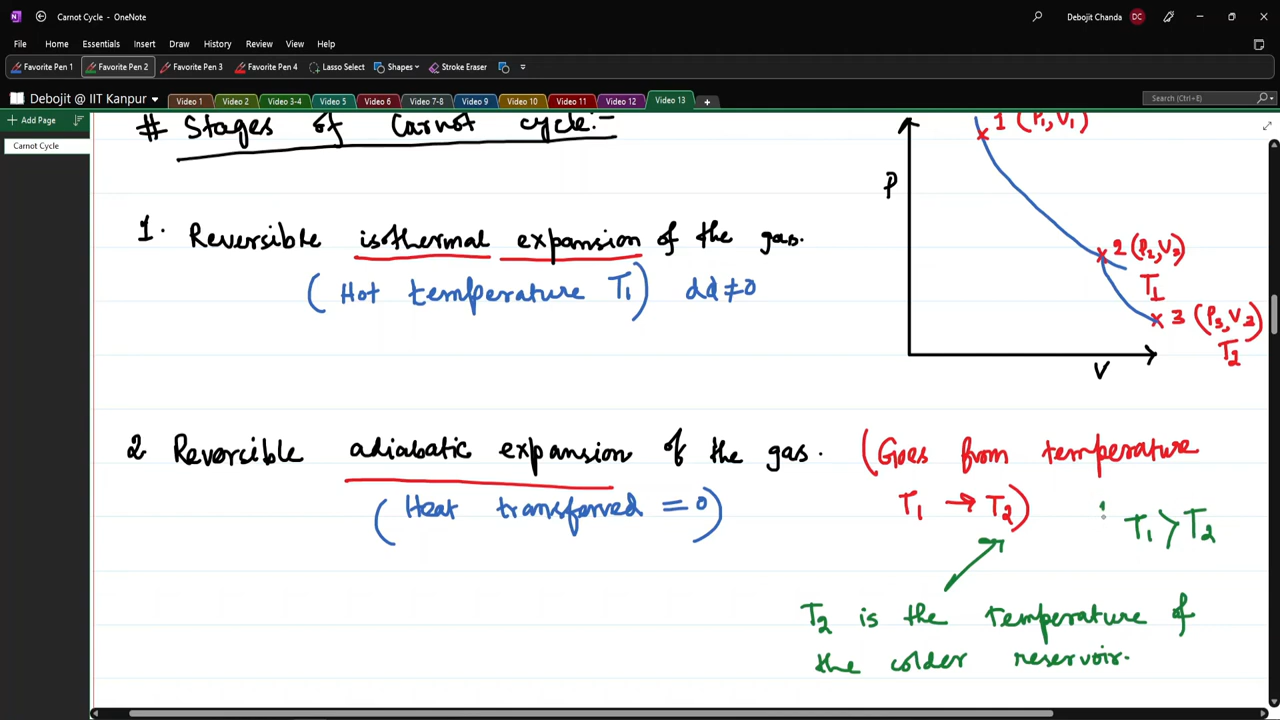 Carnot Cycle - OneNote
Debojit Chanda DC
File Home Essentials Insert Draw History Review View Help
Favorite Pen 1 Favorite Pen 2 Favorite Pen 3 Favorite Pen 4 Lasso Select Shapes Stroke Eraser
Debojit @ IIT Kanpur Video 1 Video 2 Video 3-4 Video 5 Video 6 Video 7-8 Video 9 Video 10 Video 11 Video 12 Video 13 Search (Ctrl+E)
Add Page
Carnot Cycle
# Stages of Carnot cycle:-
1. Reversible isothermal expansion of the gas.
(Hot temperature T1) dq≠0
1 (P1, V1)
P
2 (P2, V2)
T1
3 (P3, V3)
T2
V
2 Reversible adiabatic expansion of the gas. (Goes from temperature
T1 → T2)
(Heat transferred = 0)
T1 > T2
T2 is the temperature of
the colder reservoir.